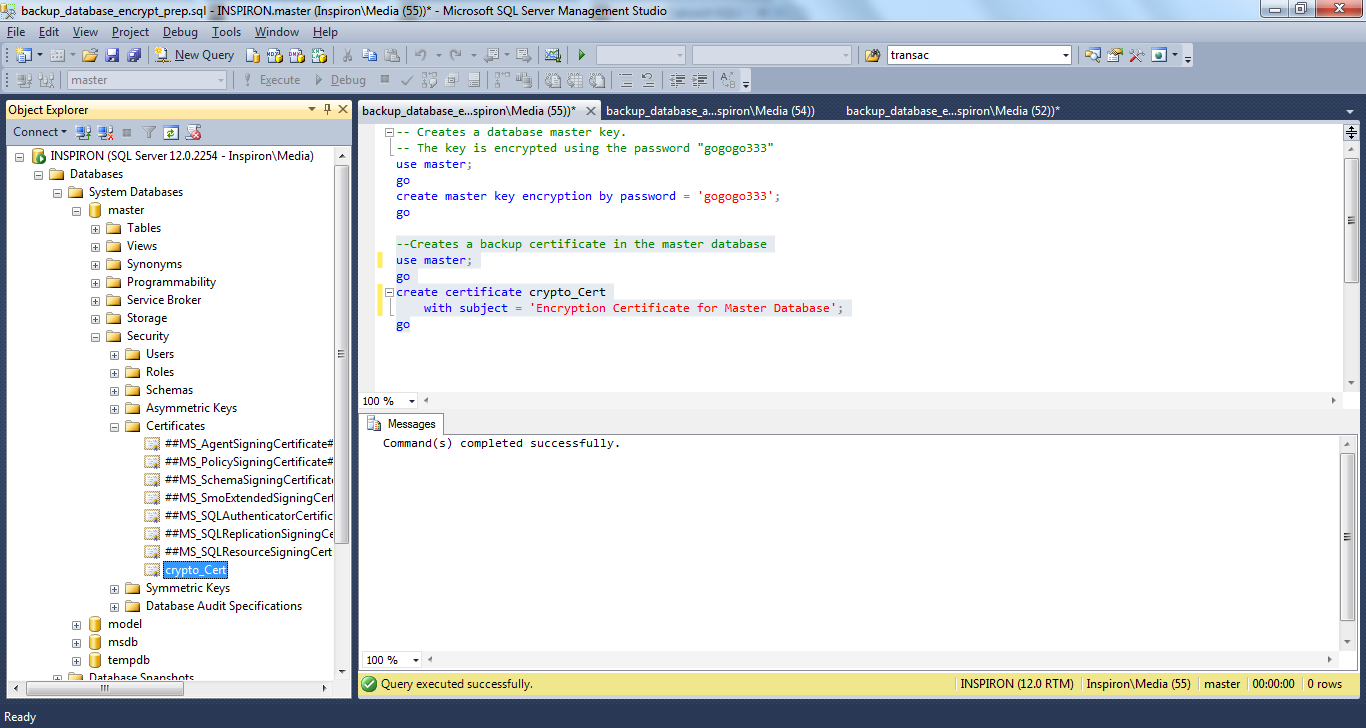 backup_database_encrypt_prep.sql - INSPIRON.master (Inspiron\Media (55))* - Microsoft SQL Server Management Studio
File Edit View Project Debug Tools Window Help
New Query transac
master Execute Debug
Object Explorer
Connect
INSPIRON (SQL Server 12.0.2254 - Inspiron\Media)
Databases
System Databases
master
Tables
Views
Synonyms
Programmability
Service Broker
Storage
Security
Users
Roles
Schemas
Asymmetric Keys
Certificates
##MS_AgentSigningCertificate#
##MS_PolicySigningCertificate#
##MS_SchemaSigningCertificat
##MS_SmoExtendedSigningCert
##MS_SQLAuthenticatorCertific
##MS_SQLReplicationSigningCe
##MS_SQLResourceSigningCert
crypto_Cert
Symmetric Keys
Database Audit Specifications
model
msdb
tempdb
Database Snapshots
backup_database_e...spiron\Media (55))* backup_database_a...spiron\Media (54)) backup_database_e...spiron\Media (52))*
-- Creates a database master key.
-- The key is encrypted using the password "gogogo333"
use master;
go
create master key encryption by password = 'gogogo333';
go
--Creates a backup certificate in the master database
use master;
go
create certificate crypto_Cert
with subject = 'Encryption Certificate for Master Database';
go
100 %
Messages
Command(s) completed successfully.
100 %
Query executed successfully. INSPIRON (12.0 RTM) Inspiron\Media (55) master 00:00:00 0 rows
Ready